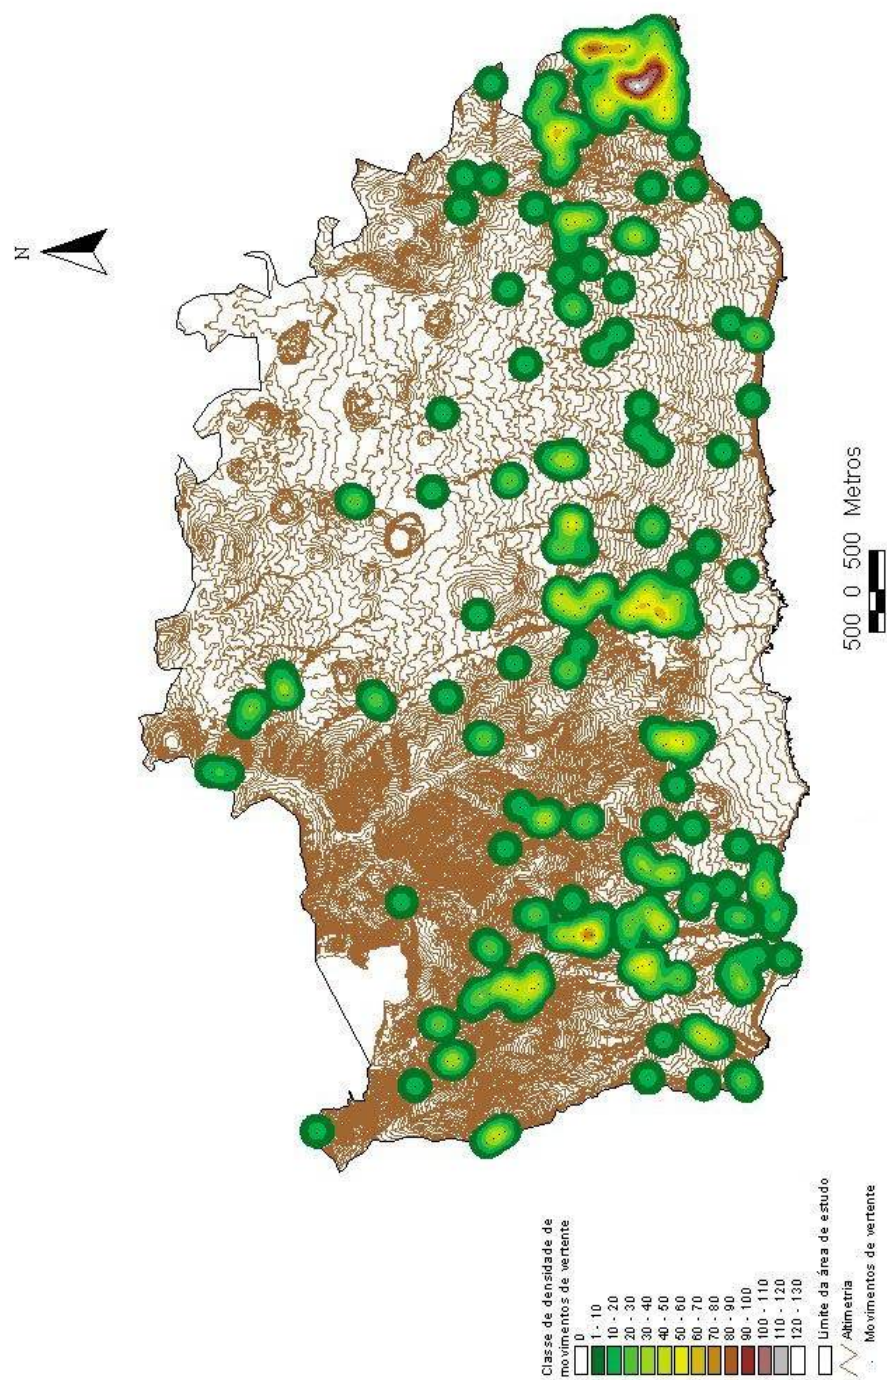 N
500 0 500 Metros
Classe de densidade de
movimentos de vertente
0
1 - 10
10 - 20
20 - 30
30 - 40
40 - 50
50 - 60
60 - 70
70 - 80
80 - 90
90 - 100
100 - 110
110 - 120
120 - 130
Limite da área de estudo
Altimetria
Movimentos de vertente